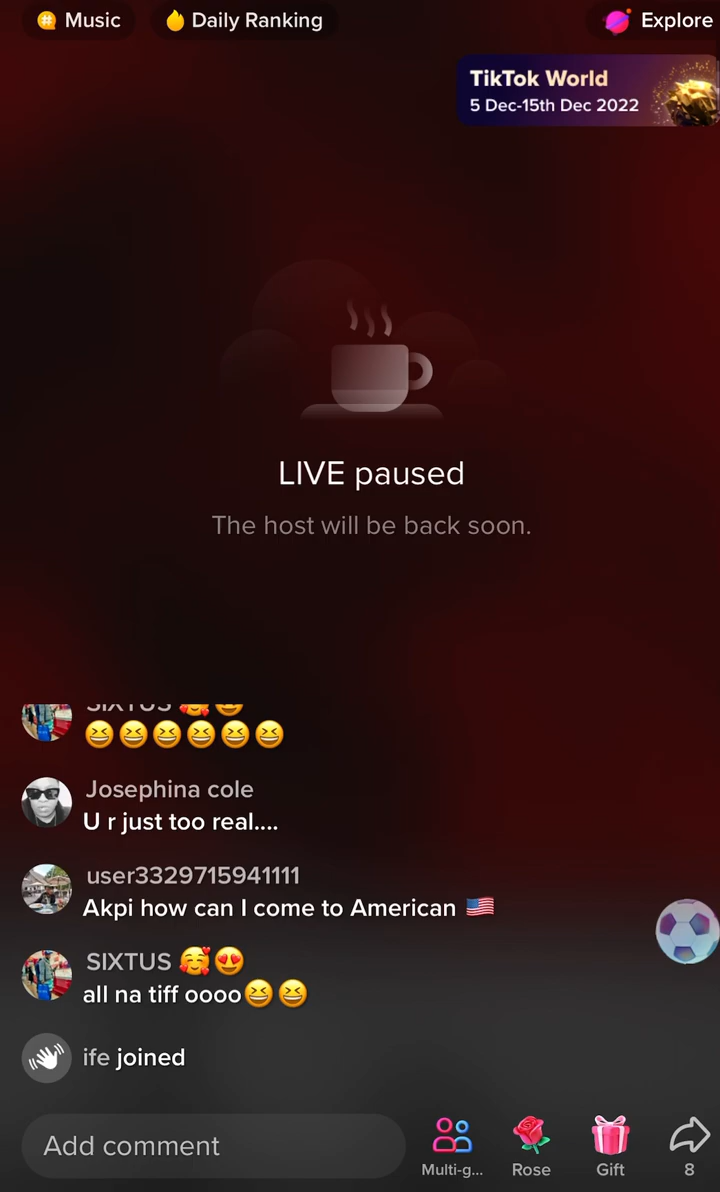 Music
Daily Ranking
Explore
TikTok World
5 Dec-15th Dec 2022
LIVE paused
The host will be back soon.
SIXTUS 🥰😍
😆😆😆😆😆😆
Josephina cole
U r just too real....
user3329715941111
Akpi how can I come to American 🇺🇸
SIXTUS 🥰😍
all na tiff oooo😆😆
ife joined
Add comment
Multi-g...
Rose
Gift
8